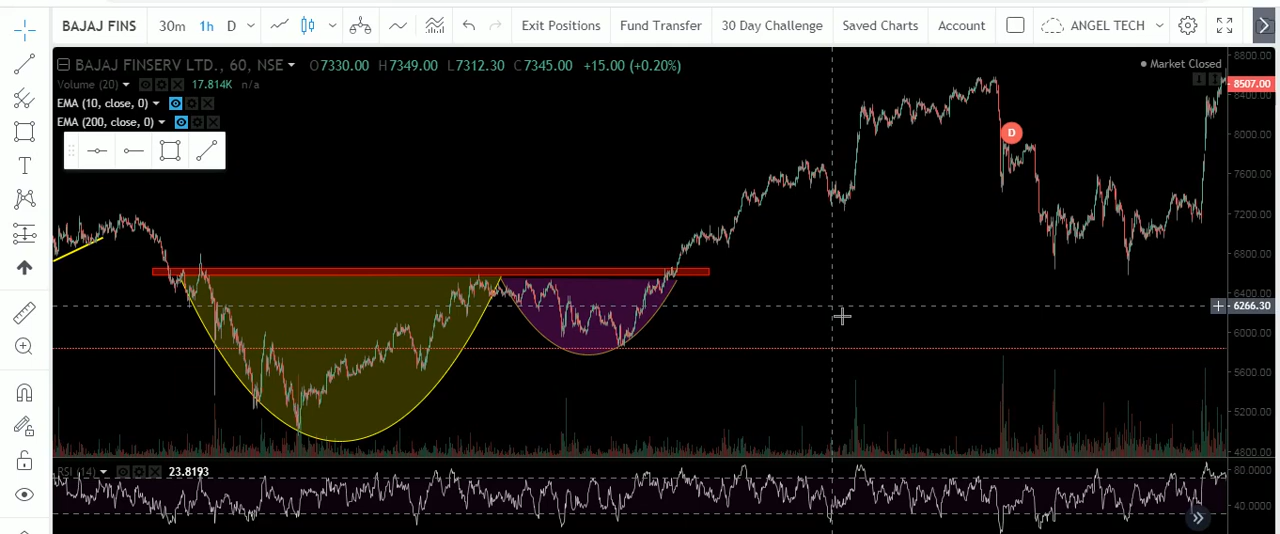 BAJAJ FINS 30m 1h D Exit Positions Fund Transfer 30 Day Challenge Saved Charts Account ANGEL TECH
BAJAJ FINSERV LTD., 60, NSE O7330.00 H7349.00 L7312.30 C7345.00 +15.00 (+0.20%)
Market Closed
Volume (20) 17.814K n/a
EMA (10, close, 0)
EMA (200, close, 0)
T
D
8800.00
8507.00
8400.00
8000.00
7600.00
7200.00
6800.00
6400.00
6266.30
6000.00
5600.00
5200.00
4800.00
RSI (14) 23.8193
60.0000
40.0000